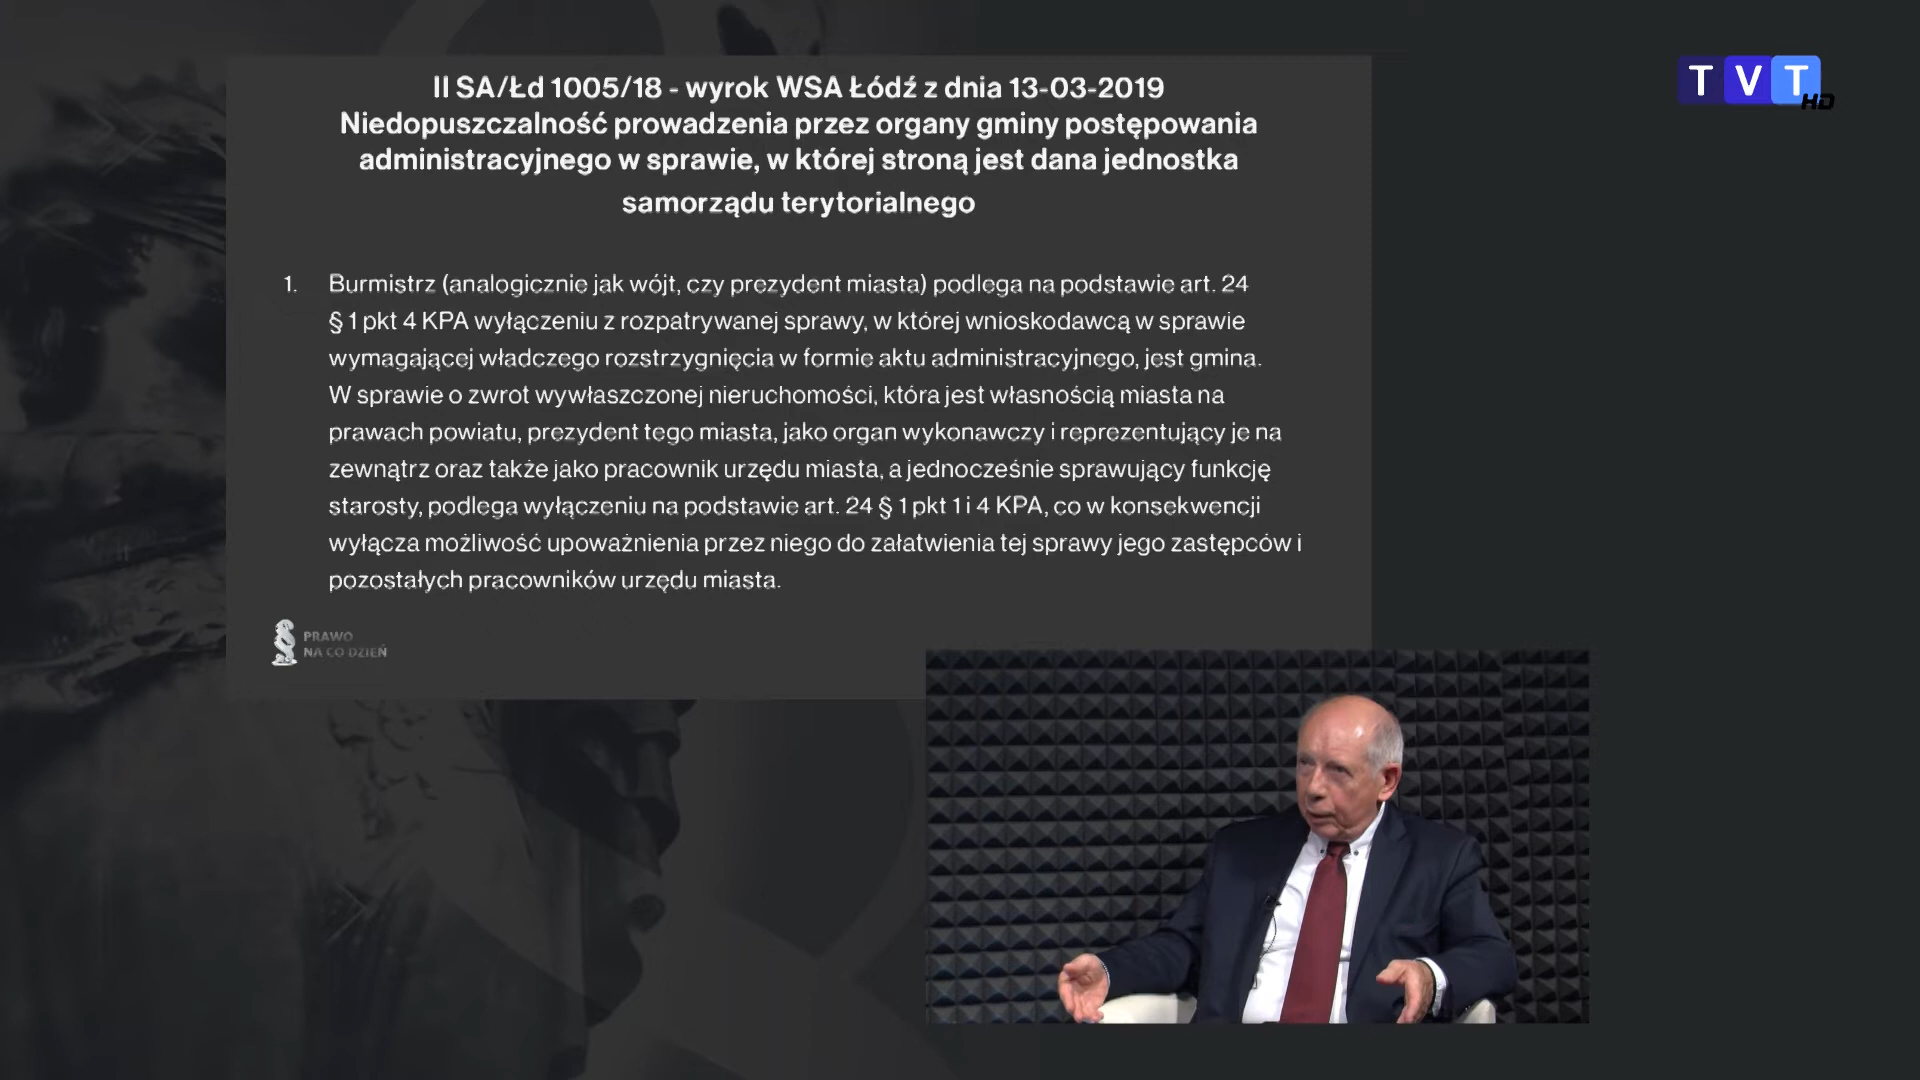 II SA/Łd 1005/18 - wyrok WSA Łódź z dnia 13-03-2019
Niedopuszczalność prowadzenia przez organy gminy postępowania
administracyjnego w sprawie, w której stroną jest dana jednostka
samorządu terytorialnego
1. Burmistrz (analogicznie jak wójt, czy prezydent miasta) podlega na podstawie art. 24
§ 1 pkt 4 KPA wyłączeniu z rozpatrywanej sprawy, w której wnioskodawcą w sprawie
wymagającej władczego rozstrzygnięcia w formie aktu administracyjnego, jest gmina.
W sprawie o zwrot wywłaszczonej nieruchomości, która jest własnością miasta na
prawach powiatu, prezydent tego miasta, jako organ wykonawczy i reprezentujący je na
zewnątrz oraz także jako pracownik urzędu miasta, a jednocześnie sprawujący funkcję
starosty, podlega wyłączeniu na podstawie art. 24 § 1 pkt 1 i 4 KPA, co w konsekwencji
wyłącza możliwość upoważnienia przez niego do załatwienia tej sprawy jego zastępców i
pozostałych pracowników urzędu miasta.
PRAWO
NA CO DZIEŃ
TVT HD